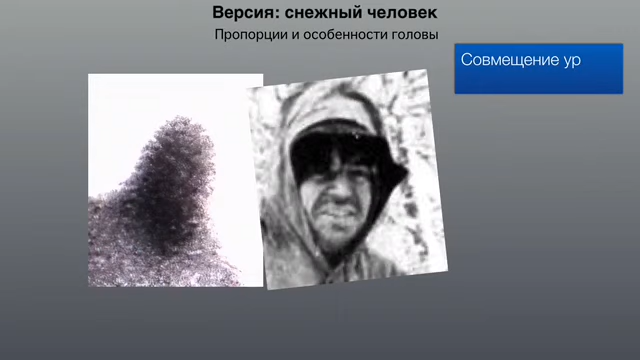 Версия: снежный человек
Пропорции и особенности головы
Совмещение ур